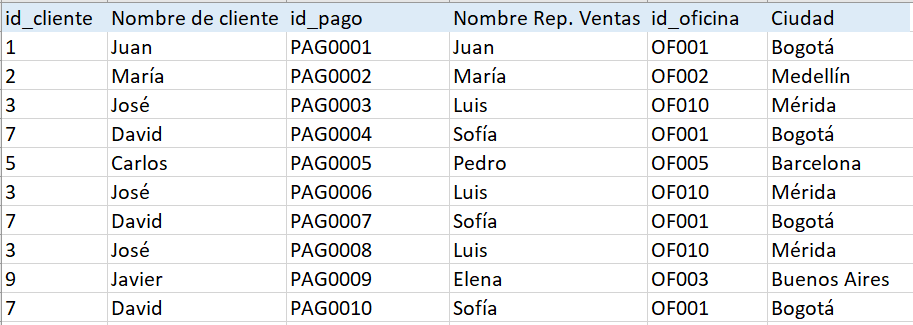 id_cliente Nombre de cliente id_pago Nombre Rep. Ventas id_oficina Ciudad
1 Juan PAG0001 Juan OF001 Bogotá
2 María PAG0002 María OF002 Medellín
3 José PAG0003 Luis OF010 Mérida
7 David PAG0004 Sofía OF001 Bogotá
5 Carlos PAG0005 Pedro OF005 Barcelona
3 José PAG0006 Luis OF010 Mérida
7 David PAG0007 Sofía OF001 Bogotá
3 José PAG0008 Luis OF010 Mérida
9 Javier PAG0009 Elena OF003 Buenos Aires
7 David PAG0010 Sofía OF001 Bogotá